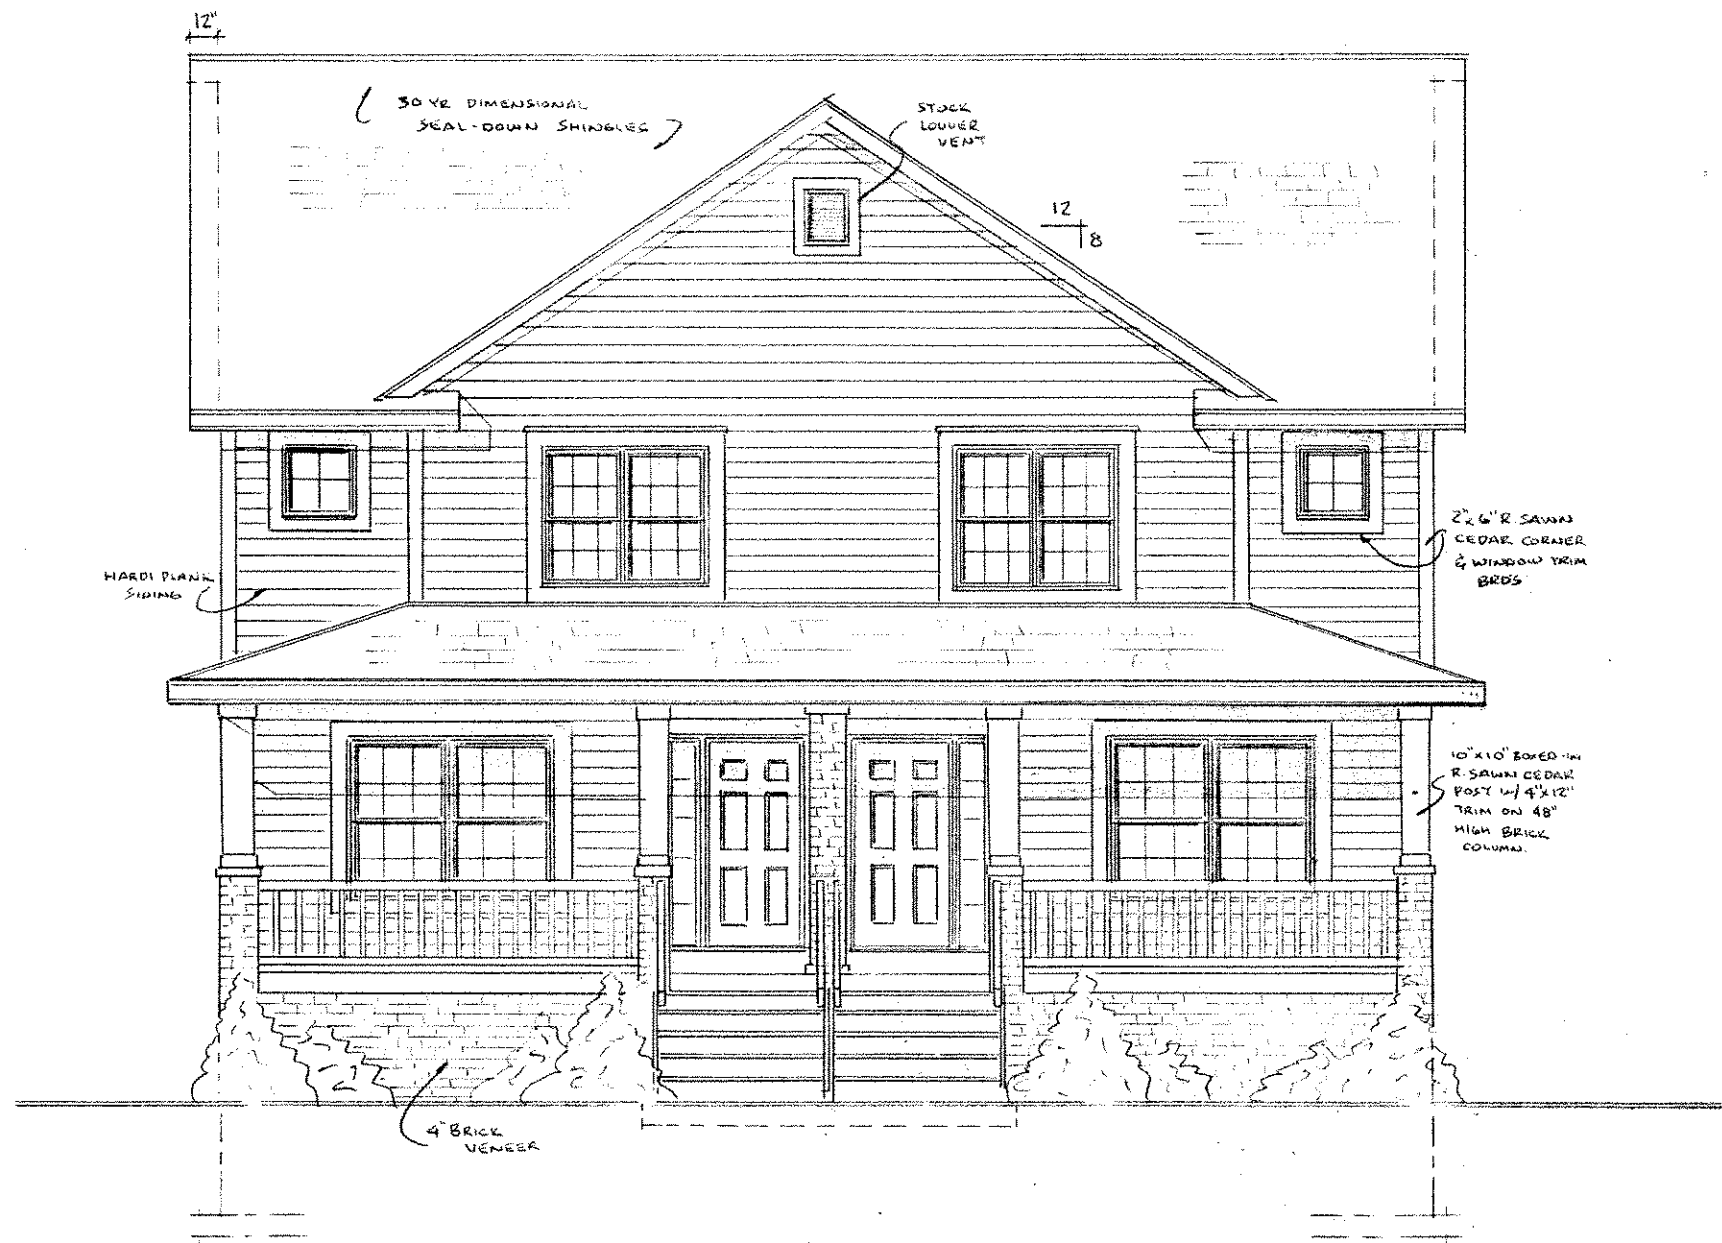 12"
30 YR DIMENSIONAL
SEAL-DOWN SHINGLES
STOCK
LOUVER
VENT
12
8
2"x6" R. SAWN
CEDAR CORNER
& WINDOW TRIM
BRD'S
HARDI PLANK
SIDING
10"x10" BOXED-IN
R. SAWN CEDAR
POST W/ 4"x12"
TRIM ON 48"
HIGH BRICK
COLUMN.
4" BRICK
VENEER